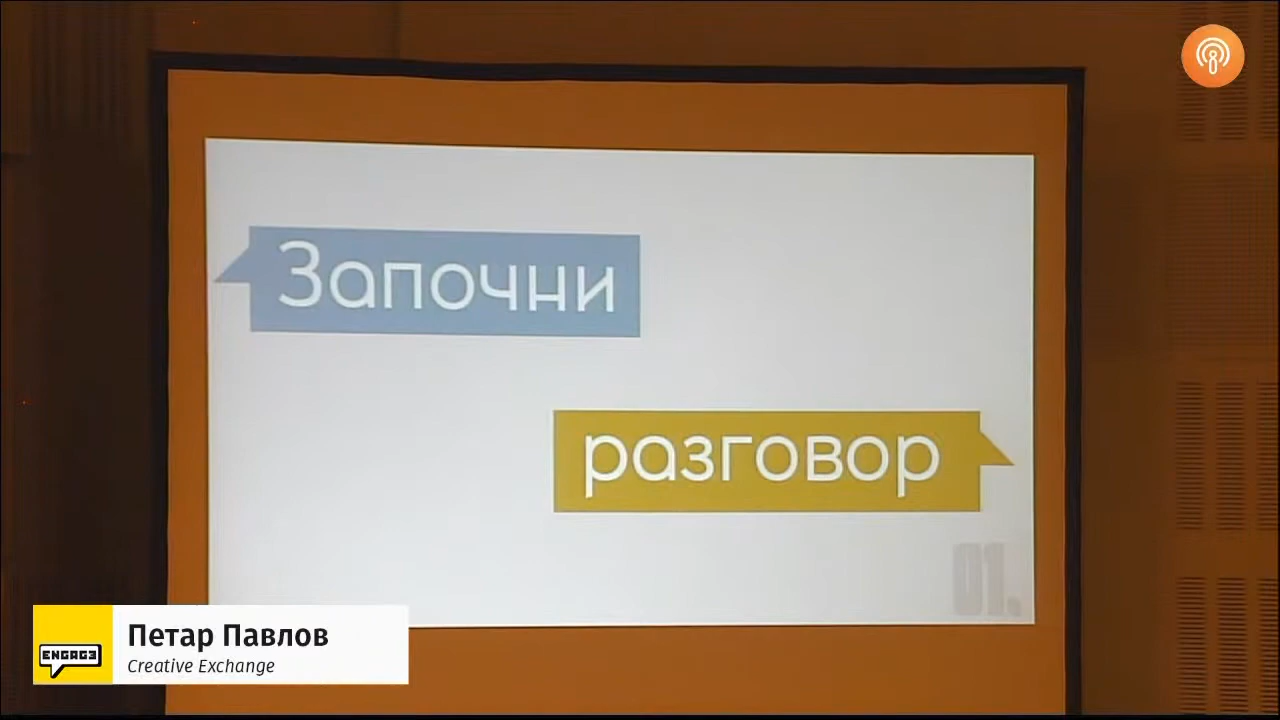 Започни
разговор
01.
Петар Павлов
Creative Exchange
ENGAGE